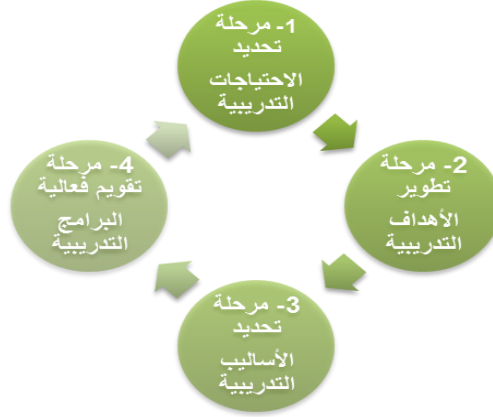 1- مرحلة
تحديد
الاحتياجات
التدريبية
2- مرحلة
تطوير
الأهداف
التدريبية
3- مرحلة
تحديد
الأساليب
التدريبية
4- مرحلة
تقويم فعالية
البرامج
التدريبية